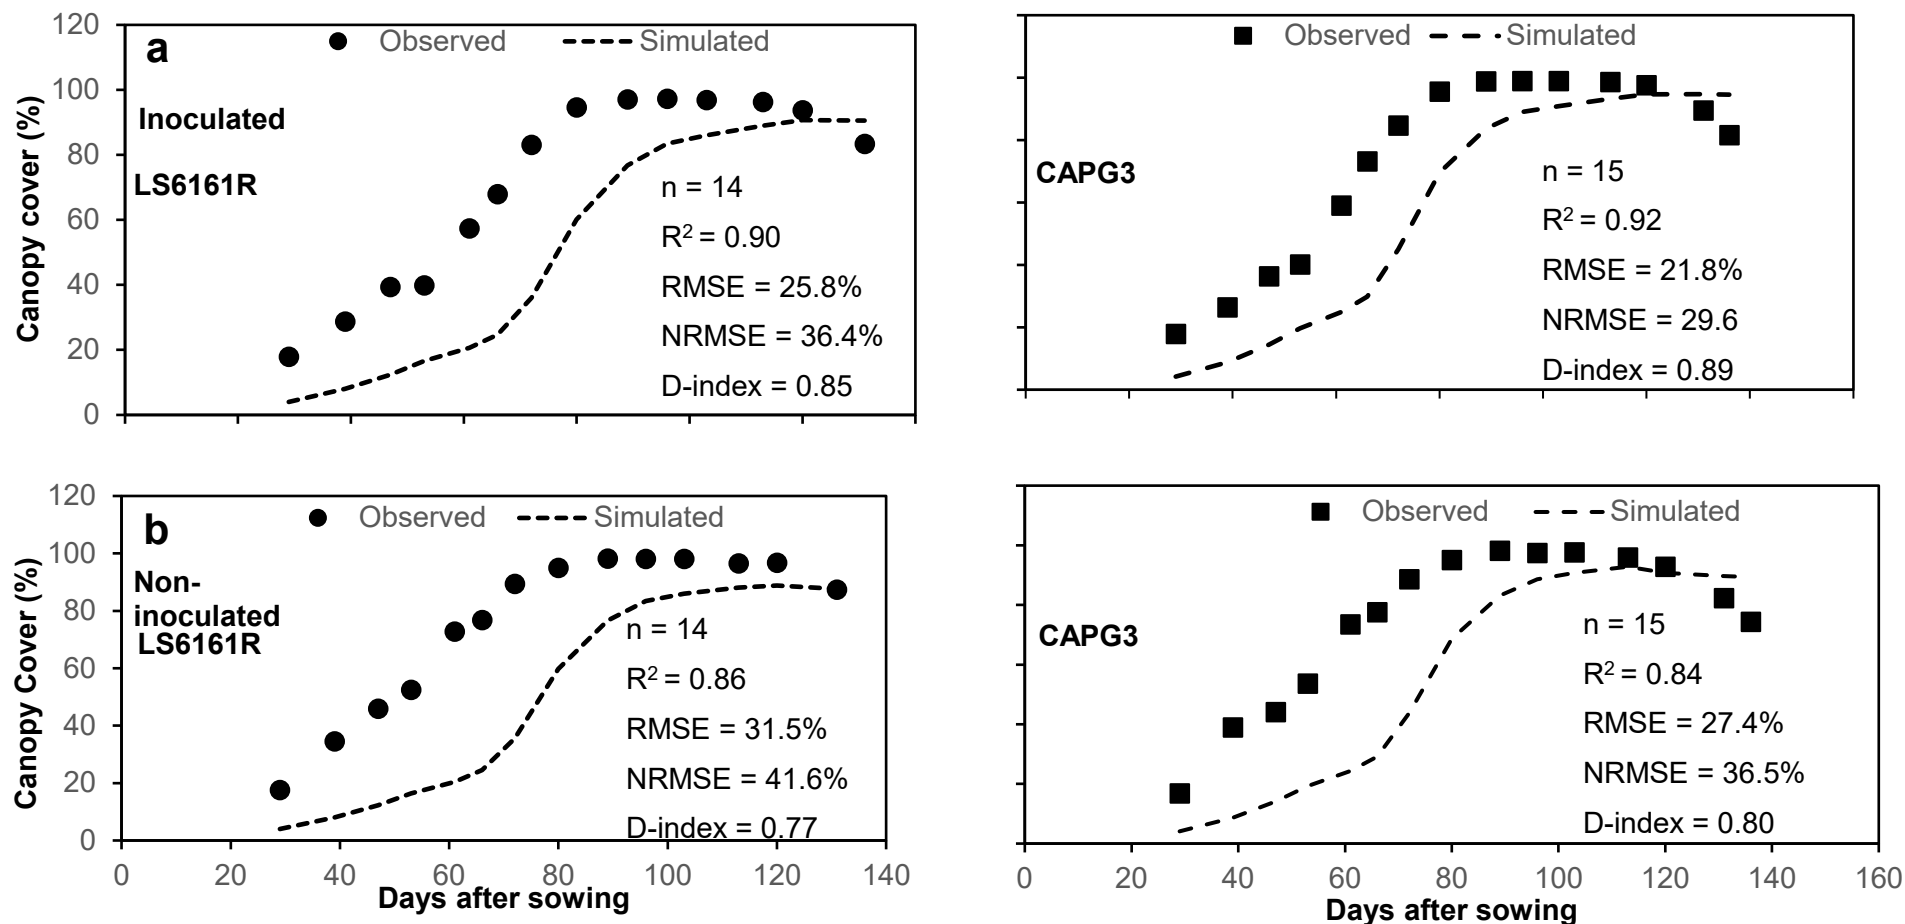 120
100
80
60
40
20
0
Canopy cover (%)
a
Observed
Simulated
Inoculated
LS6161R
n = 14
R² = 0.90
RMSE = 25.8%
NRMSE = 36.4%
D-index = 0.85
Observed
Simulated
CAPG3
n = 15
R² = 0.92
RMSE = 21.8%
NRMSE = 29.6
D-index = 0.89
120
100
80
60
40
20
0
Canopy Cover (%)
b
Observed
Simulated
Non-
inoculated
LS6161R
n = 14
R² = 0.86
RMSE = 31.5%
NRMSE = 41.6%
D-index = 0.77
0 20 40 60 80 100 120 140
Days after sowing
Observed
Simulated
CAPG3
n = 15
R² = 0.84
RMSE = 27.4%
NRMSE = 36.5%
D-index = 0.80
0 20 40 60 80 100 120 140 160
Days after sowing